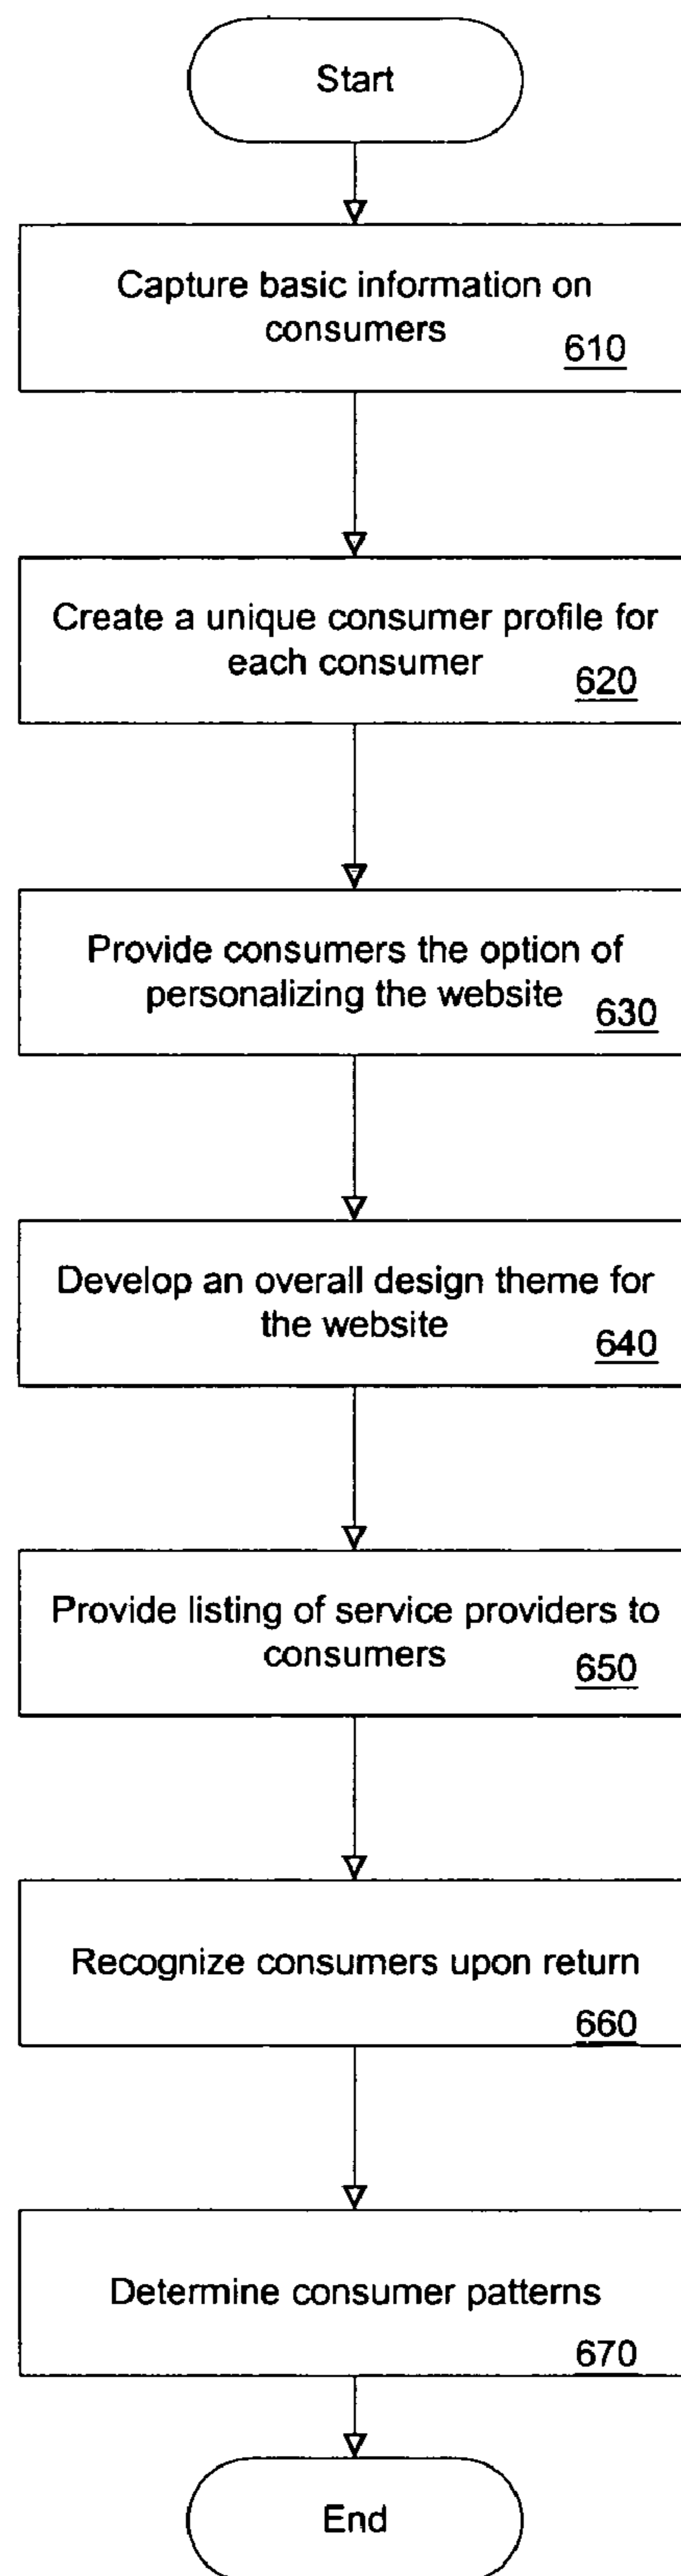 Start
Capture basic information on
consumers
610
Create a unique consumer profile for
each consumer
620
Provide consumers the option of
personalizing the website
630
Develop an overall design theme for
the website
640
Provide listing of service providers to
consumers
650
Recognize consumers upon return
660
Determine consumer patterns
670
End